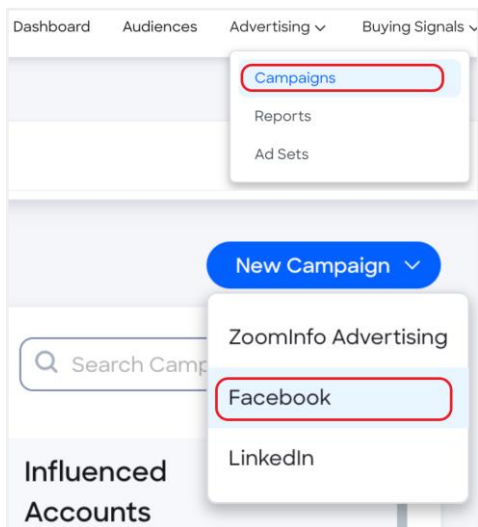 Dashboard Audiences Advertising Buying Signals
Campaigns
Reports
Ad Sets
New Campaign
ZoomInfo Advertising
Search Camp
Facebook
LinkedIn
Influenced
Accounts